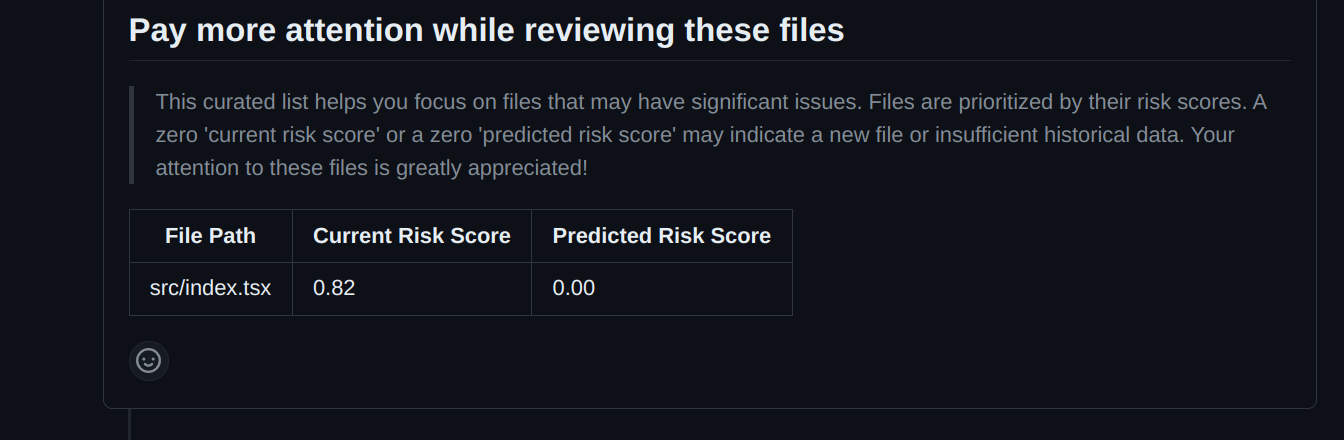 Pay more attention while reviewing these files
This curated list helps you focus on files that may have significant issues. Files are prioritized by their risk scores. A
zero 'current risk score' or a zero 'predicted risk score' may indicate a new file or insufficient historical data. Your
attention to these files is greatly appreciated!
File Path Current Risk Score Predicted Risk Score
src/index.tsx 0.82 0.00